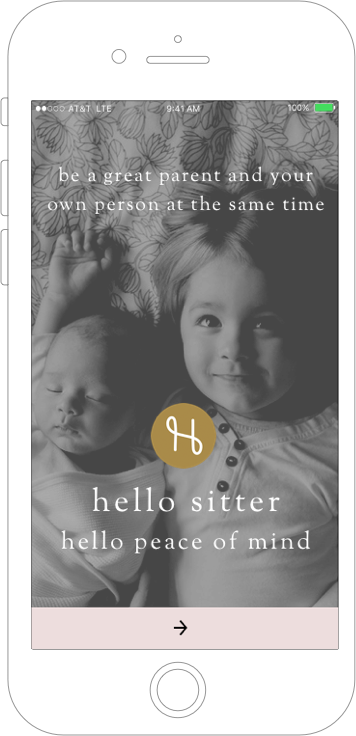 AT&T LTE 9:41 AM 100%
be a great parent and your
own person at the same time
H
hello sitter
hello peace of mind